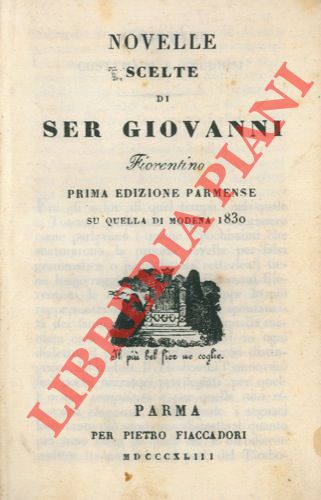 NOVELLE
SCELTE
DI
SER GIOVANNI
Fiorentino
PRIMA EDIZIONE PARMENSE
SU QUELLA DI MODENA 1830
Il più bel fior ne coglie.
PARMA
PER PIETRO FIACCADORI
MDCCCXLIII
LIBRERIA PIANI